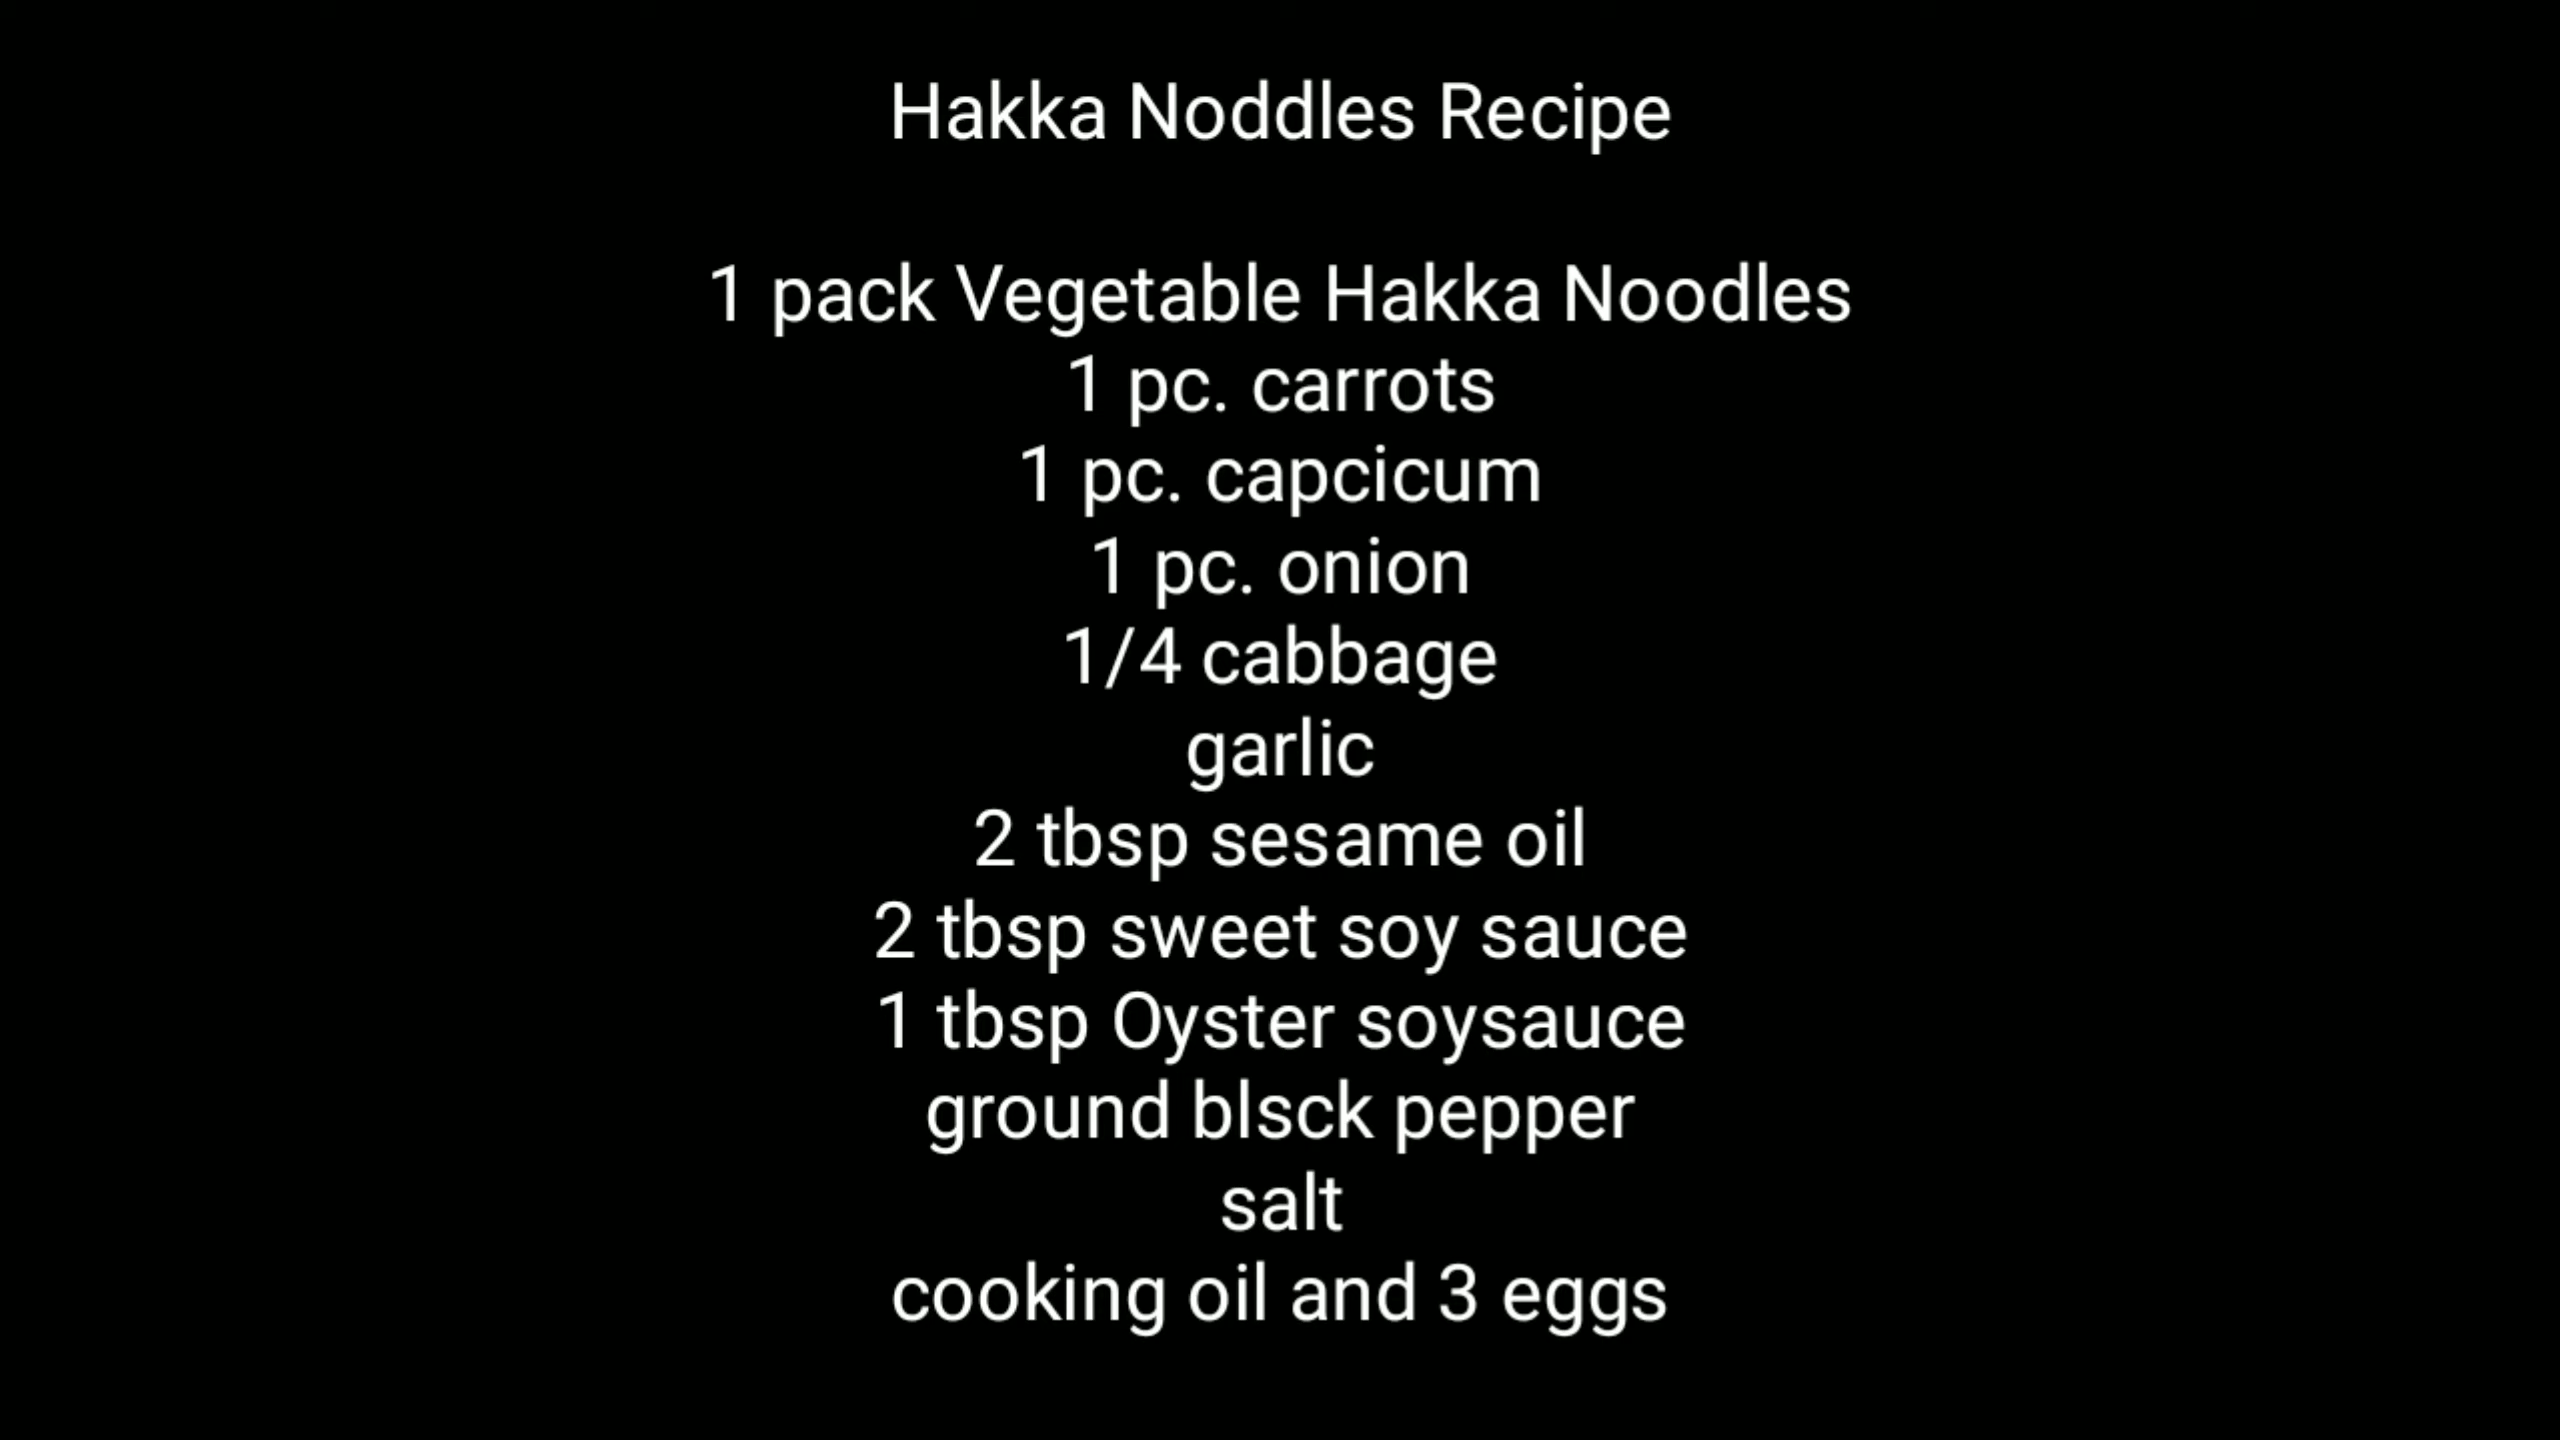 Hakka Noddles Recipe
1 pack Vegetable Hakka Noodles
1 pc. carrots
1 pc. capcicum
1 pc. onion
1/4 cabbage
garlic
2 tbsp sesame oil
2 tbsp sweet soy sauce
1 tbsp Oyster soysauce
ground blsck pepper
salt
cooking oil and 3 eggs